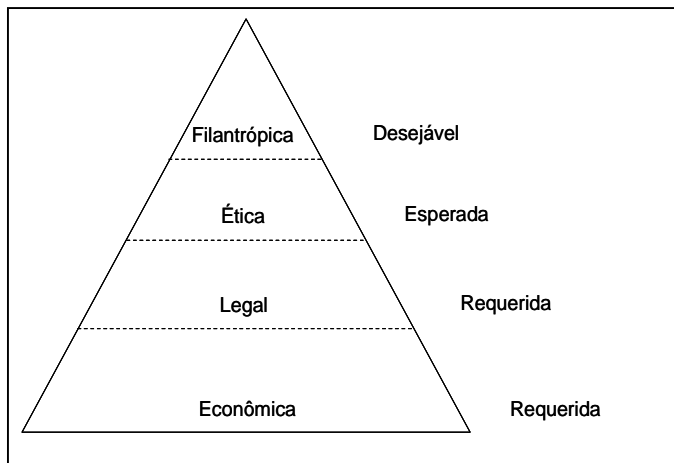 Filantrópica Desejável
Ética Esperada
Legal Requerida
Econômica Requerida